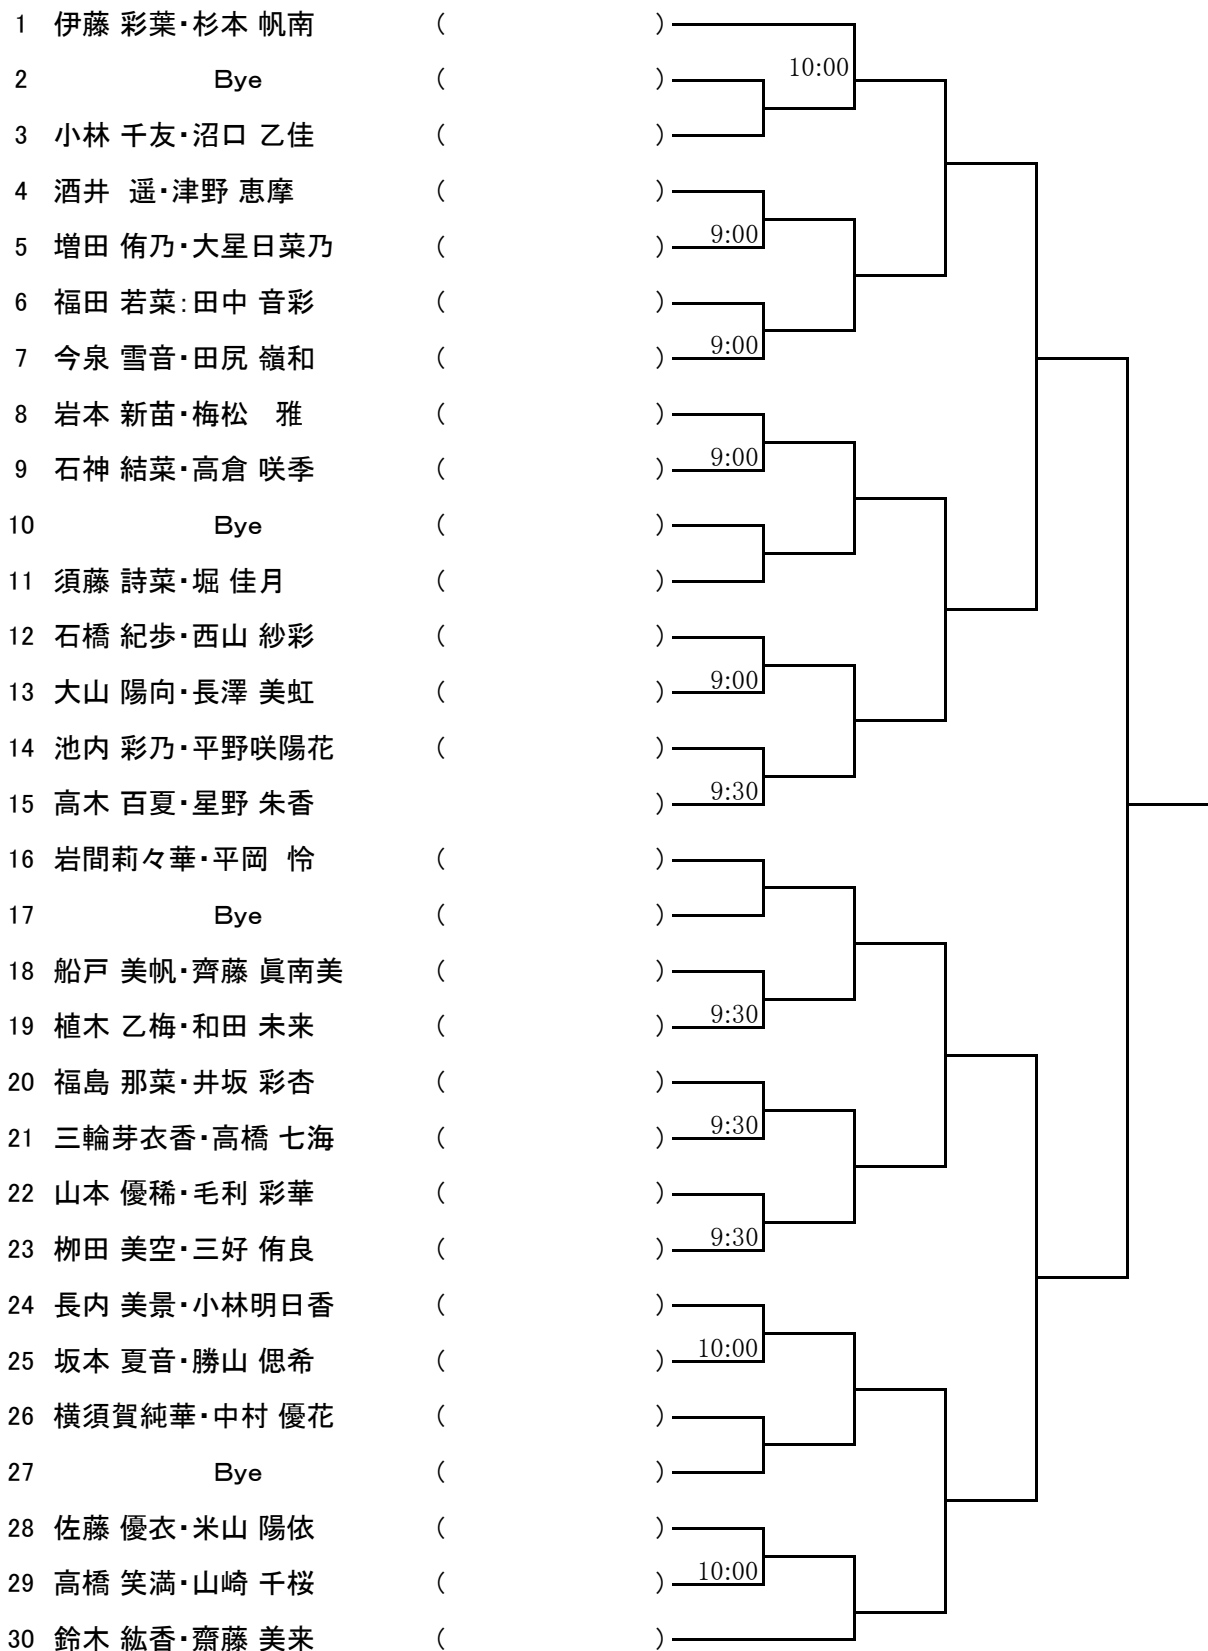 1 伊藤 彩葉・杉本 帆南 ( )
10:00
2 Bye ( )
3 小林 千友・沼口 乙佳 ( )
4 酒井 遥・津野 恵摩 ( )
9:00
5 増田 侑乃・大星日菜乃 ( )
6 福田 若菜:田中 音彩 ( )
9:00
7 今泉 雪音・田尻 嶺和 ( )
8 岩本 新苗・梅松 雅 ( )
9:00
9 石神 結菜・高倉 咲季 ( )
10 Bye ( )
11 須藤 詩菜・堀 佳月 ( )
12 石橋 紀歩・西山 紗彩 ( )
9:00
13 大山 陽向・長澤 美虹 ( )
14 池内 彩乃・平野咲陽花 ( )
9:30
15 高木 百夏・星野 朱香 )
16 岩間莉々華・平岡 怜 ( )
17 Bye ( )
18 船戸 美帆・齊藤 眞南美 ( )
9:30
19 植木 乙梅・和田 未来 ( )
20 福島 那菜・井坂 彩杏 ( )
9:30
21 三輪芽衣香・高橋 七海 ( )
22 山本 優稀・毛利 彩華 ( )
9:30
23 栁田 美空・三好 侑良 ( )
24 長内 美景・小林明日香 ( )
10:00
25 坂本 夏音・勝山 偲希 ( )
26 横須賀純華・中村 優花 ( )
27 Bye ( )
28 佐藤 優衣・米山 陽依 ( )
10:00
29 高橋 笑満・山崎 千桜 ( )
30 鈴木 紘香・齋藤 美来 ( )